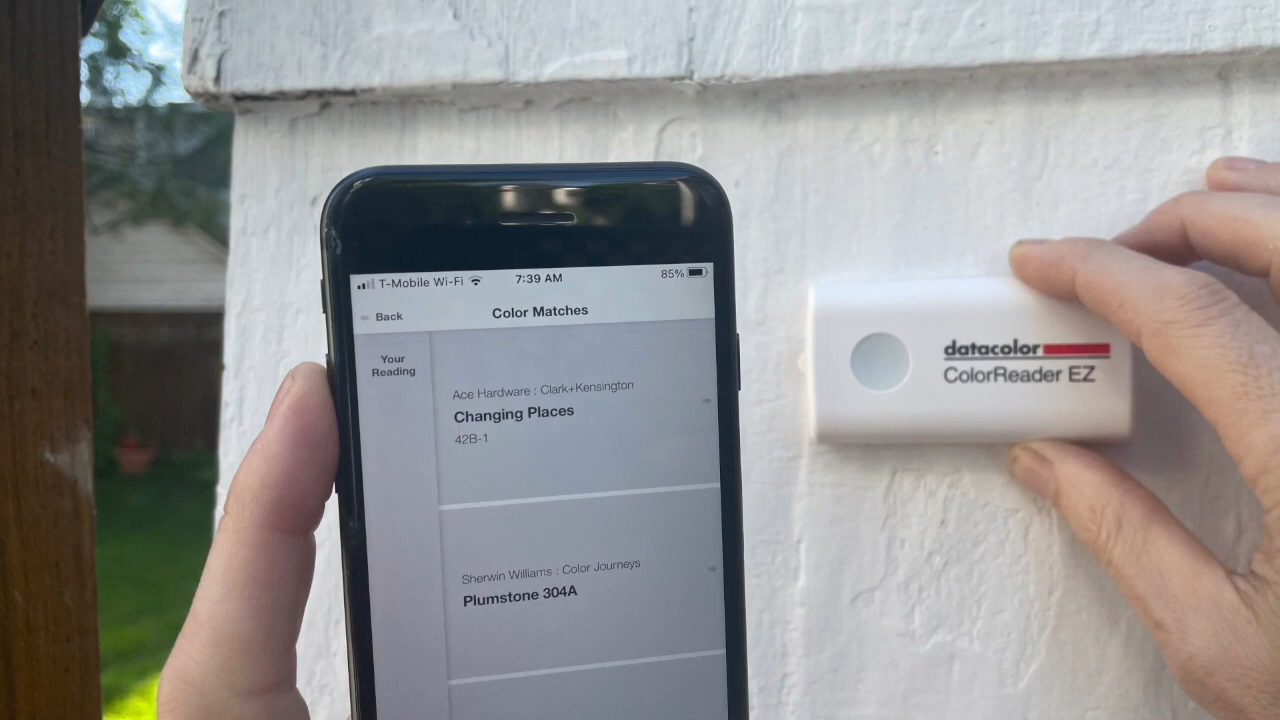 T-Mobile Wi-Fi 7:39 AM 85%
Back Color Matches
Your
Reading
Ace Hardware : Clark+Kensington
Changing Places
42B-1
Sherwin Williams : Color Journeys
Plumstone 304A
datacolor
ColorReader EZ